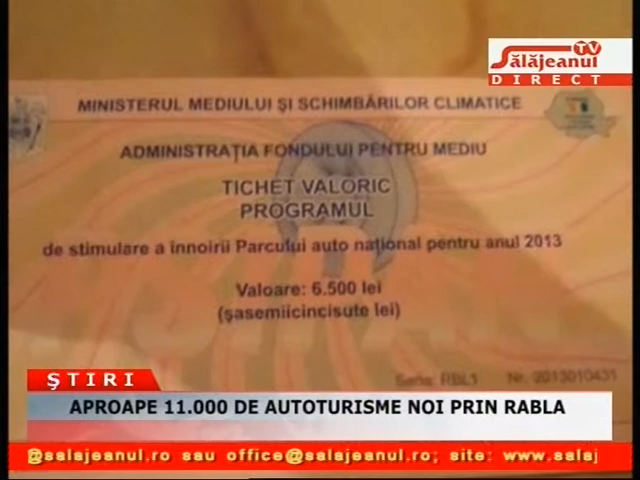 Sălăjeanul TV
DIRECT
MINISTERUL MEDIULUI ŞI SCHIMBĂRILOR CLIMATICE
ADMINISTRAŢIA FONDULUI PENTRU MEDIU
TICHET VALORIC
PROGRAMUL
de stimulare a înnoirii Parcului auto naţional pentru anul 2013
Valoare: 6.500 lei
(şasemiicincisute lei)
Seria: RBL1 Nr. 2013010431
ŞTIRI
APROAPE 11.000 DE AUTOTURISME NOI PRIN RABLA
@salajeanul.ro sau office@salajeanul.ro; site: www.salaj